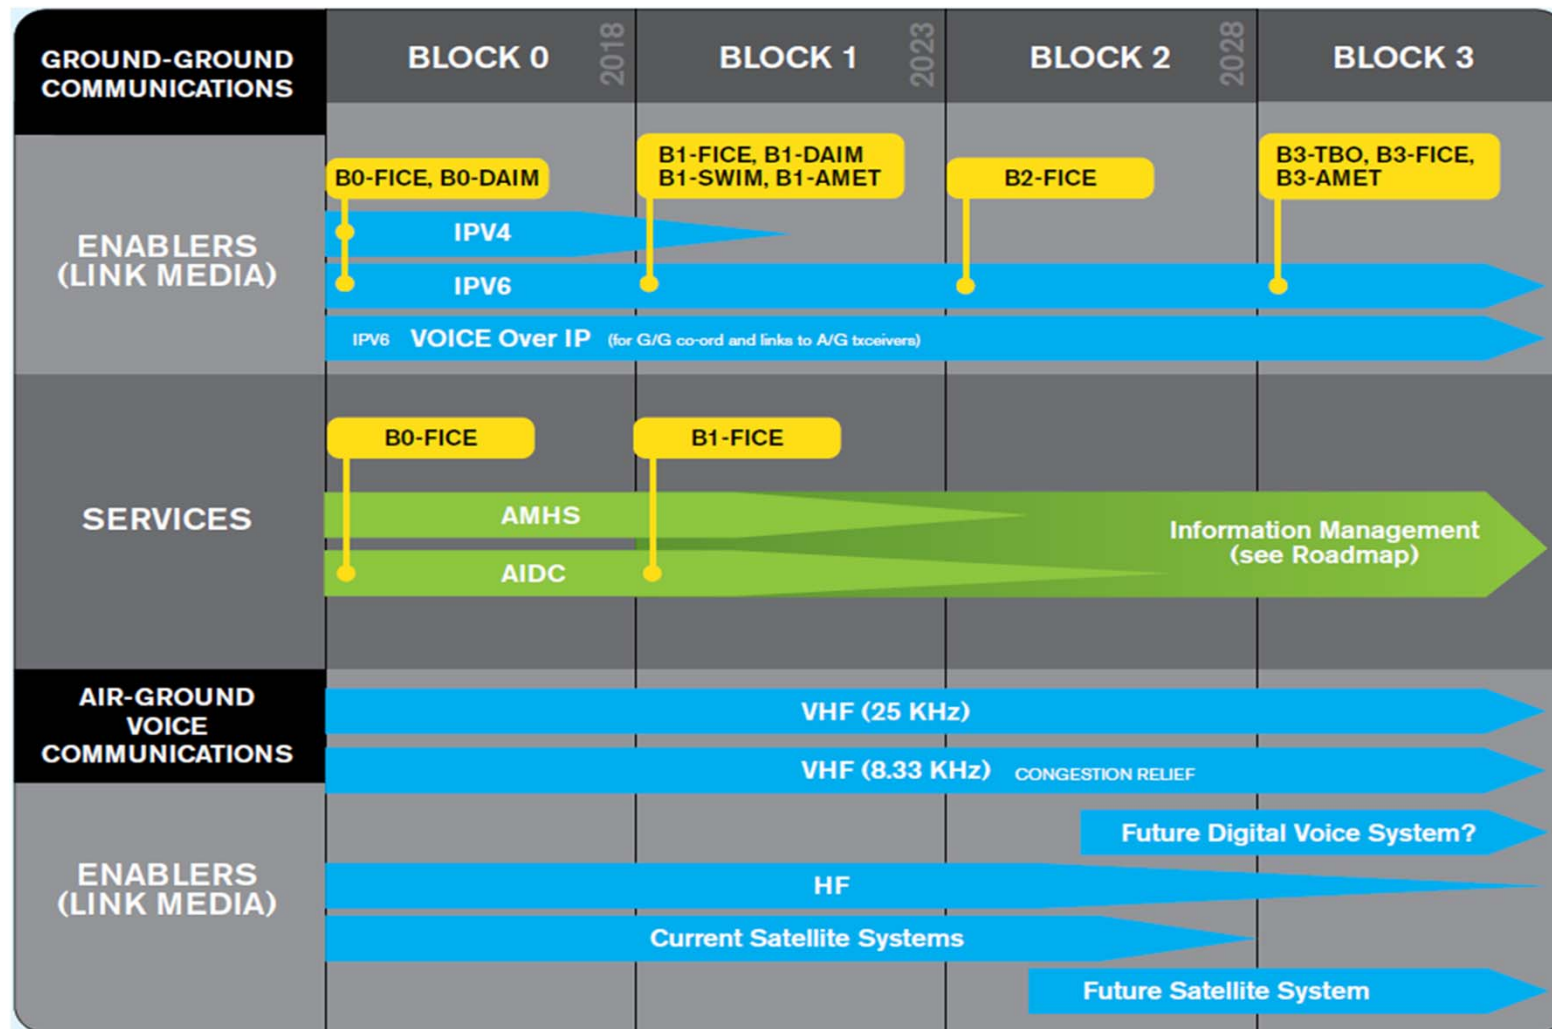 GROUND-GROUND
COMMUNICATIONS
BLOCK 0
2018
BLOCK 1
2023
BLOCK 2
2028
BLOCK 3
ENABLERS
(LINK MEDIA)
B0-FICE, B0-DAIM
B1-FICE, B1-DAIM
B1-SWIM, B1-AMET
B2-FICE
B3-TBO, B3-FICE,
B3-AMET
IPV4
IPV6
IPV6 VOICE Over IP (for G/G co-ord and links to A/G txceivers)
SERVICES
B0-FICE
B1-FICE
AMHS
AIDC
Information Management
(see Roadmap)
AIR-GROUND
VOICE
COMMUNICATIONS
VHF (25 KHz)
VHF (8.33 KHz) CONGESTION RELIEF
ENABLERS
(LINK MEDIA)
Future Digital Voice System?
HF
Current Satellite Systems
Future Satellite System